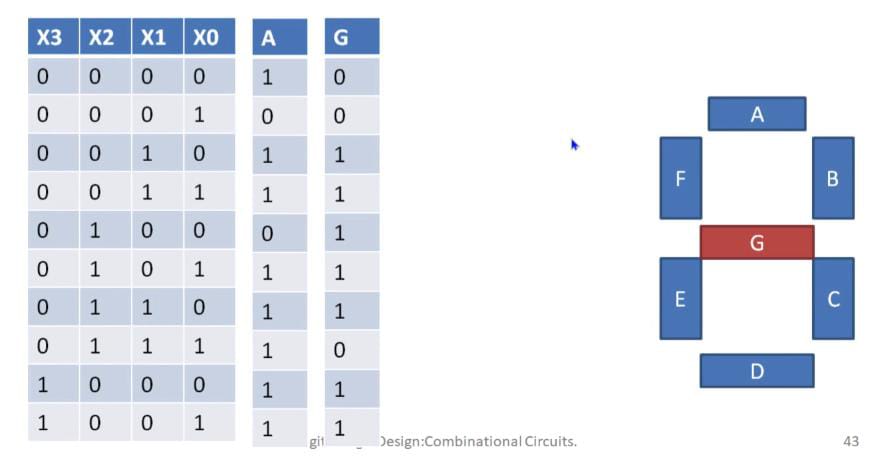 X3 X2 X1 X0 A G
0 0 0 0 1 0
0 0 0 1 0 0
0 0 1 0 1 1
0 0 1 1 1 1
0 1 0 0 0 1
0 1 0 1 1 1
0 1 1 0 1 1
0 1 1 1 1 0
1 0 0 0 1 1
1 0 0 1 1 1
A
F B
G
E C
D
Design:Combinational Circuits. 43